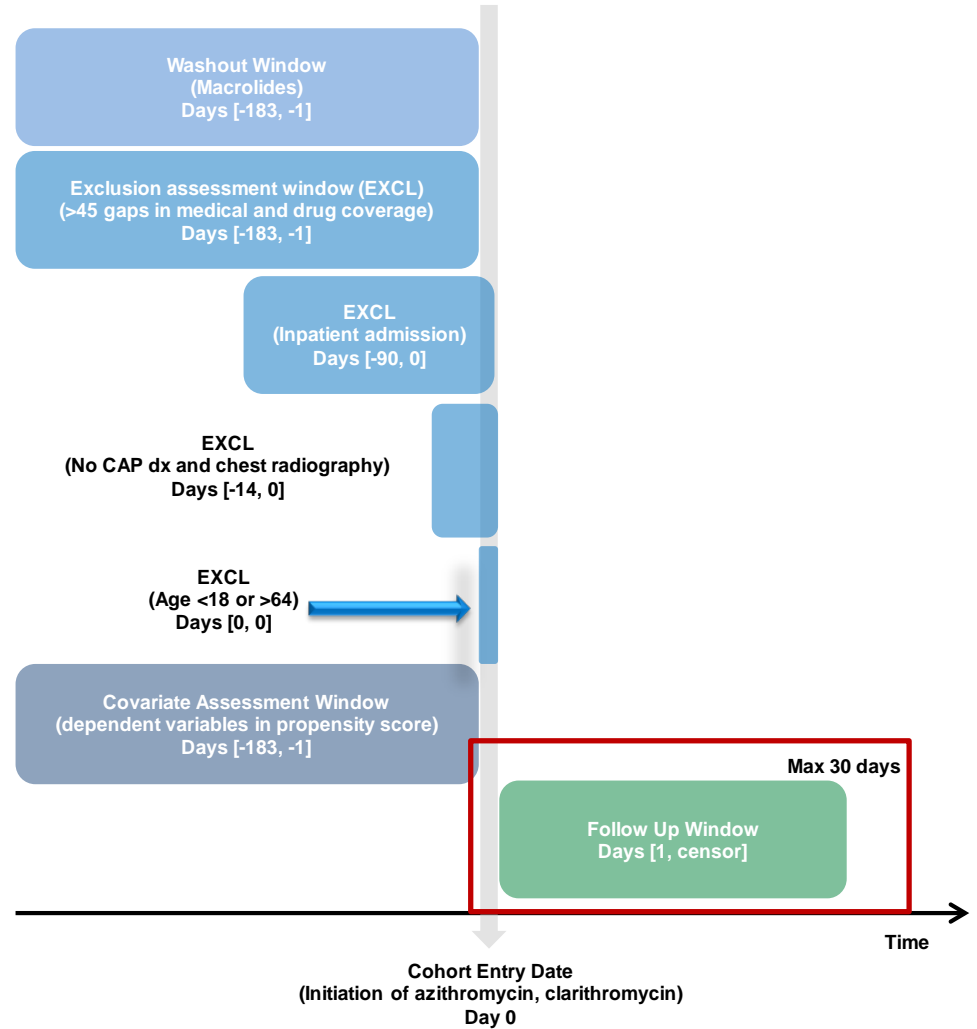 Washout Window
(Macrolides)
Days [-183, -1]
Exclusion assessment window (EXCL)
(>45 gaps in medical and drug coverage)
Days [-183, -1]
EXCL
(Inpatient admission)
Days [-90, 0]
EXCL
(No CAP dx and chest radiography)
Days [-14, 0]
EXCL
(Age <18 or >64)
Days [0, 0]
Covariate Assessment Window
(dependent variables in propensity score)
Days [-183, -1]
Max 30 days
Follow Up Window
Days [1, censor]
Time
Cohort Entry Date
(Initiation of azithromycin, clarithromycin)
Day 0